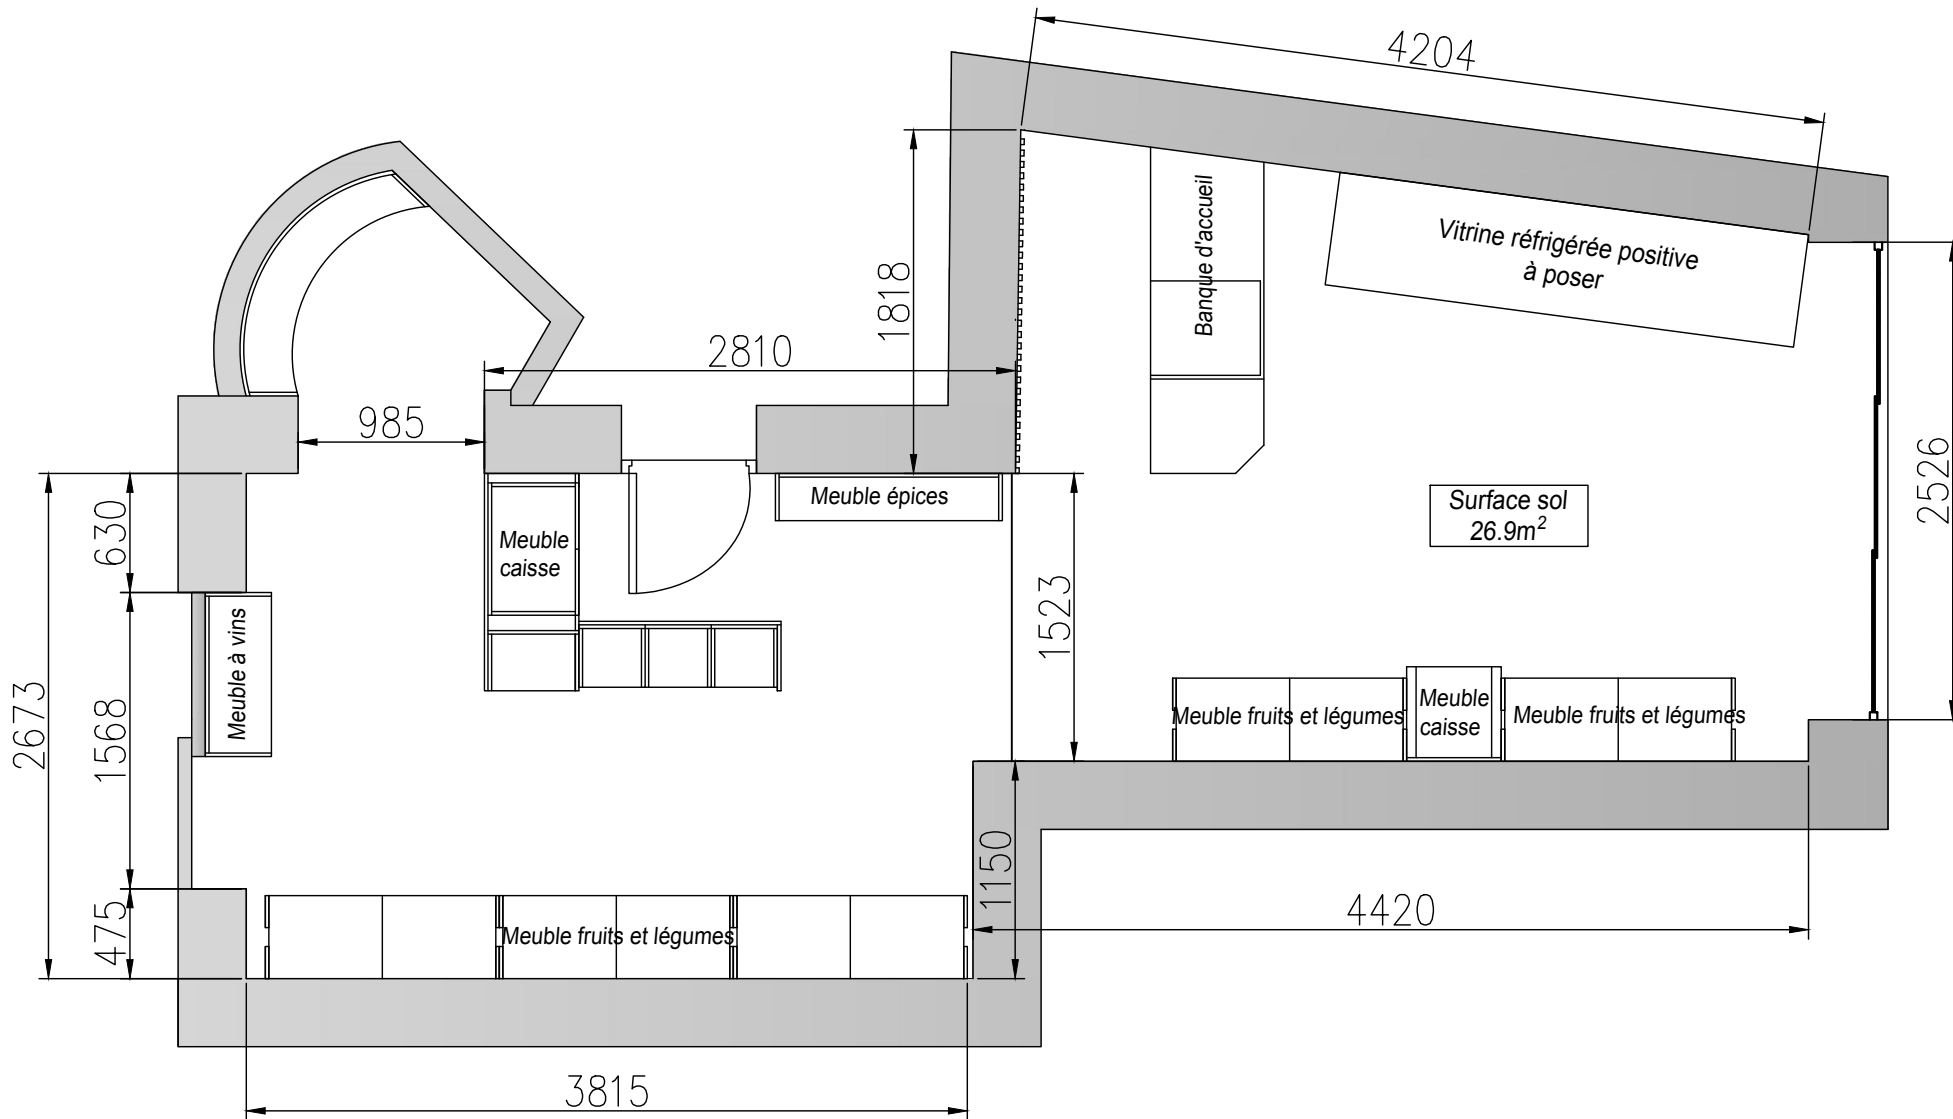 4204
1818
Banque d'accueil
Vitrine réfrigérée positive
à poser
2810
985
2526
630
Meuble épices
Surface sol
26.9m²
Meuble
caisse
1523
2673
1568
Meuble à vins
Meuble fruits et légumes
Meuble
caisse
Meuble fruits et légumes
1150
475
Meuble fruits et légumes
4420
3815